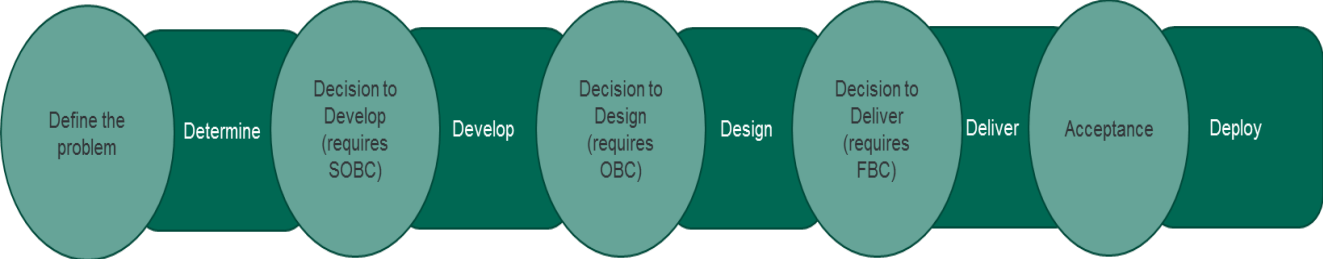 Define the
problem
Determine
Decision to
Develop
(requires
SOBC)
Develop
Decision to
Design
(requires
OBC)
Design
Decision to
Deliver
(requires
FBC)
Deliver
Acceptance
Deploy